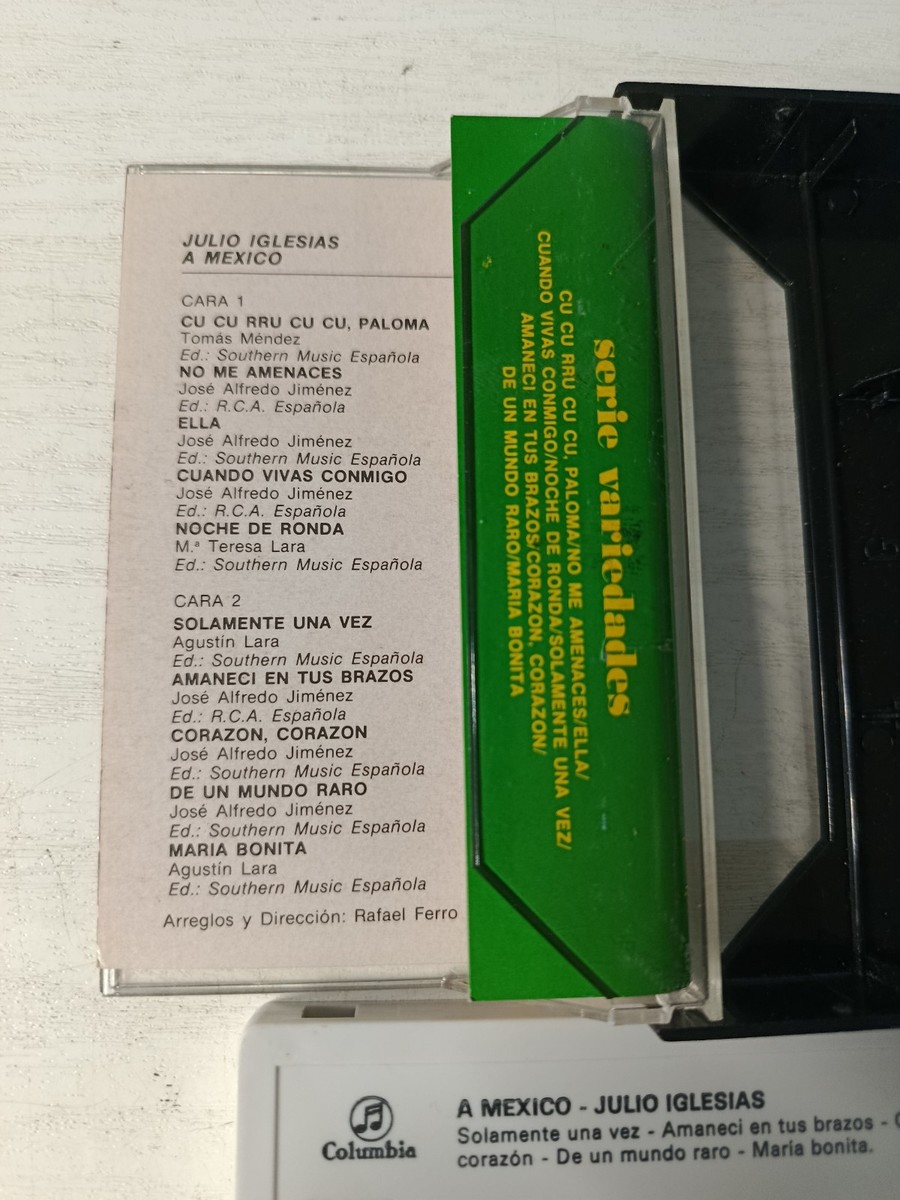 JULIO IGLESIAS
A MEXICO
CARA 1
CU CU RRU CU CU, PALOMA
Tomás Méndez
Ed.: Southern Music Española
NO ME AMENACES
José Alfredo Jiménez
Ed.: R.C.A. Española
ELLA
José Alfredo Jiménez
Ed.: Southern Music Española
CUANDO VIVAS CONMIGO
José Alfredo Jiménez
Ed.: R.C.A. Española
NOCHE DE RONDA
M.ª Teresa Lara
Ed.: Southern Music Española
CARA 2
SOLAMENTE UNA VEZ
Agustín Lara
Ed.: Southern Music Española
AMANECI EN TUS BRAZOS
José Alfredo Jiménez
Ed.: R.C.A. Española
CORAZON, CORAZON
José Alfredo Jiménez
Ed.: Southern Music Española
DE UN MUNDO RARO
José Alfredo Jiménez
Ed.: Southern Music Española
MARIA BONITA
Agustín Lara
Ed.: Southern Music Española
Arreglos y Dirección: Rafael Ferro
serie variedades
CU CU RRU CU CU, PALOMA/NO ME AMENACES/ELLA/
CUANDO VIVAS CONMIGO/NOCHE DE RONDA/SOLAMENTE UNA VEZ/
AMANECI EN TUS BRAZOS/CORAZON, CORAZON/
DE UN MUNDO RARO/MARIA BONITA
Columbia
A MEXICO - JULIO IGLESIAS
Solamente una vez - Amaneci en tus brazos -
corazón - De un mundo raro - María bonita.